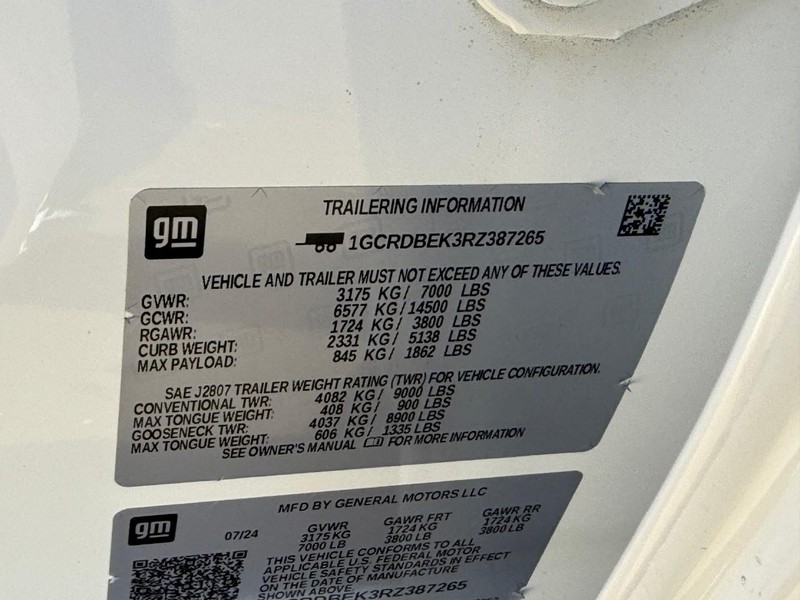 gm
TRAILERING INFORMATION
1GCRDBEK3RZ387265
VEHICLE AND TRAILER MUST NOT EXCEED ANY OF THESE VALUES.
GVWR: 3175 KG/ 7000 LBS
GCWR: 6577 KG/14500 LBS
RGAWR: 1724 KG/ 3800 LBS
CURB WEIGHT: 2331 KG/ 5138 LBS
MAX PAYLOAD: 845 KG/ 1862 LBS
SAE J2807 TRAILER WEIGHT RATING (TWR) FOR VEHICLE CONFIGURATION.
CONVENTIONAL TWR: 4082 KG/ 9000 LBS
MAX TONGUE WEIGHT: 408 KG/ 900 LBS
GOOSENECK TWR: 4037 KG/ 8900 LBS
MAX TONGUE WEIGHT: 606 KG/ 1335 LBS
SEE OWNER'S MANUAL FOR MORE INFORMATION
gm
MFD BY GENERAL MOTORS LLC
07/24 GVWR GAWR FRT GAWR RR
3175 KG 1724 KG 1724 KG
7000 LB 3800 LB 3800 LB
THIS VEHICLE CONFORMS TO ALL
APPLICABLE U.S. FEDERAL MOTOR
VEHICLE SAFETY STANDARDS IN EFFECT
ON THE DATE OF MANUFACTURE
SHOWN ABOVE.
CRDBEK3RZ387265